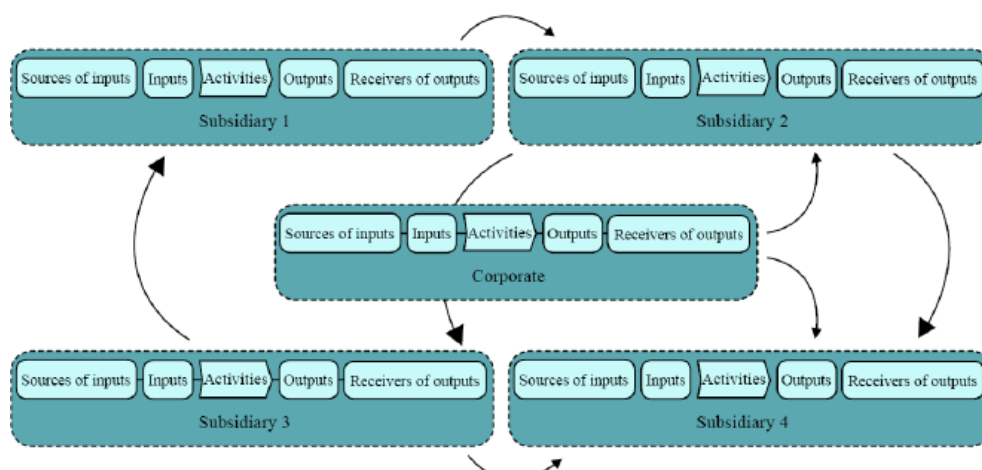 Sources of inputs Inputs Activities Outputs Receivers of outputs
Subsidiary 1
Sources of inputs Inputs Activities Outputs Receivers of outputs
Subsidiary 2
Sources of inputs Inputs Activities Outputs Receivers of outputs
Corporate
Sources of inputs Inputs Activities Outputs Receivers of outputs
Subsidiary 3
Sources of inputs Inputs Activities Outputs Receivers of outputs
Subsidiary 4